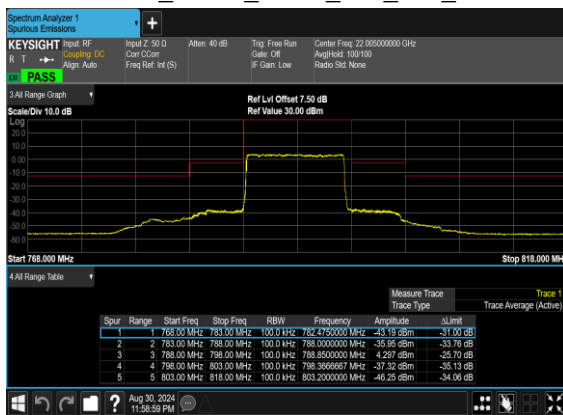 Spectrum Analyzer 1
Spurious Emissions
KEYSIGHT Input: RF Input Z: 50 Ω Atten: 40 dB Trig: Free Run Center Freq: 22.005000000 GHz
R T Coupling: DC Corr CCorr Gate: Off Avg|Hold: 100/100
Align: Auto Freq Ref: Int (S) IF Gain: Low Radio Std: None
PASS
3 All Range Graph
Ref Lvl Offset 7.50 dB
Scale/Div 10.0 dB Ref Value 30.00 dBm
Log
20.0
10.0
0.00
-10.0
-20.0
-30.0
-40.0
-50.0
-60.0
Start 768.000 MHz Stop 818.000 MH
4 All Range Table
Measure Trace Trace 1
Trace Type Trace Average (Active)
Spur Range Start Freq Stop Freq RBW Frequency Amplitude ΔLimit
1 1 768.00 MHz 783.00 MHz 100.0 kHz 782.4750000 MHz -43.19 dBm -31.00 dB
2 2 783.00 MHz 788.00 MHz 100.0 kHz 788.0000000 MHz -35.95 dBm -33.76 dB
3 3 788.00 MHz 798.00 MHz 100.0 kHz 788.8500000 MHz 4.297 dBm -25.70 dB
4 4 798.00 MHz 803.00 MHz 100.0 kHz 798.3666667 MHz -37.32 dBm -35.13 dB
5 5 803.00 MHz 818.00 MHz 100.0 kHz 803.2000000 MHz -46.25 dBm -34.06 dB
Aug 30, 2024
11:58:59 PM